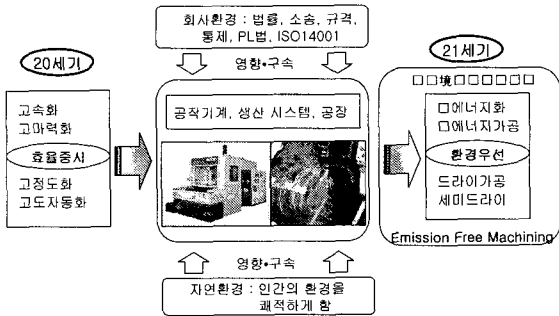 회사환경 : 법률, 소송, 규격,
통제, PL법, ISO14001
영향•구속
20세기
고속화
고마력화
효율중시
고정도화
고도자동화
공작기계, 생산 시스템, 공장
21세기
□□境□□□□□□
□에너지화
□에너지가공
환경우선
드라이가공
세미드라이
Emission Free Machining
영향•구속
자연환경 : 인간의 환경을
쾌적하게 함